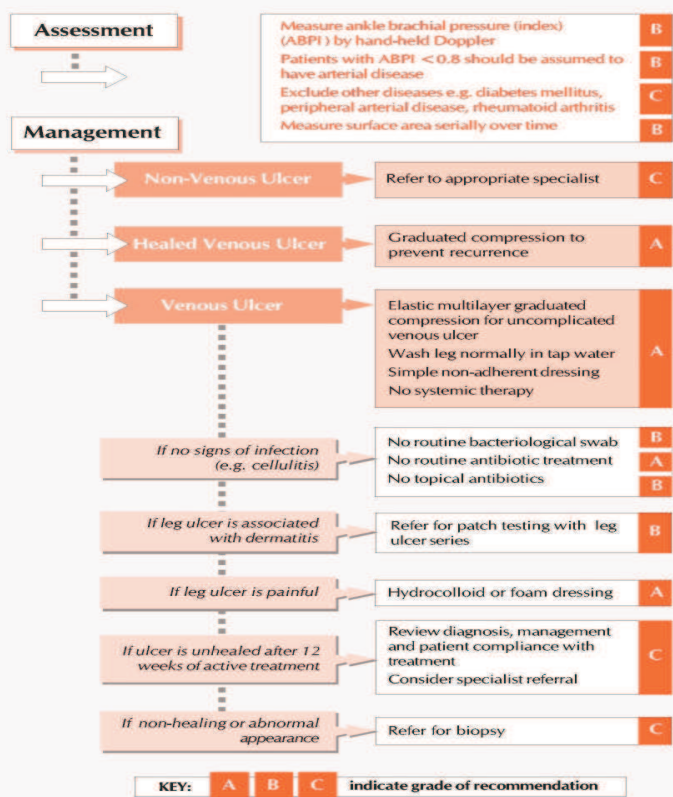 Assessment
Measure ankle brachial pressure (index)
(ABPI ) by hand-held Doppler
B
Patients with ABPI < 0.8 should be assumed to
have arterial disease
B
Exclude other diseases e.g. diabetes mellitus,
peripheral arterial disease, rheumatoid arthritis
C
Measure surface area serially over time
B
Management
Non-Venous Ulcer
Refer to appropriate specialist
C
Healed Venous Ulcer
Graduated compression to
prevent recurrence
A
Venous Ulcer
Elastic multilayer graduated
compression for uncomplicated
venous ulcer
Wash leg normally in tap water
Simple non-adherent dressing
No systemic therapy
A
If no signs of infection
(e.g. cellulitis)
No routine bacteriological swab
B
No routine antibiotic treatment
A
No topical antibiotics
B
If leg ulcer is associated
with dermatitis
Refer for patch testing with leg
ulcer series
B
If leg ulcer is painful
Hydrocolloid or foam dressing
A
If ulcer is unhealed after 12
weeks of active treatment
Review diagnosis, management
and patient compliance with
treatment
Consider specialist referral
C
If non-healing or abnormal
appearance
Refer for biopsy
C
KEY: A B C indicate grade of recommendation